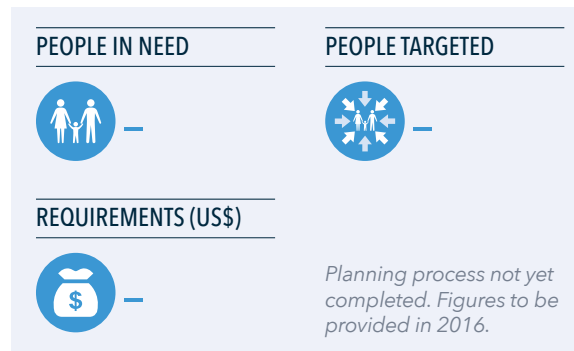 PEOPLE IN NEED
–
PEOPLE TARGETED
–
REQUIREMENTS (US$)
$
–
Planning process not yet
completed. Figures to be
provided in 2016.